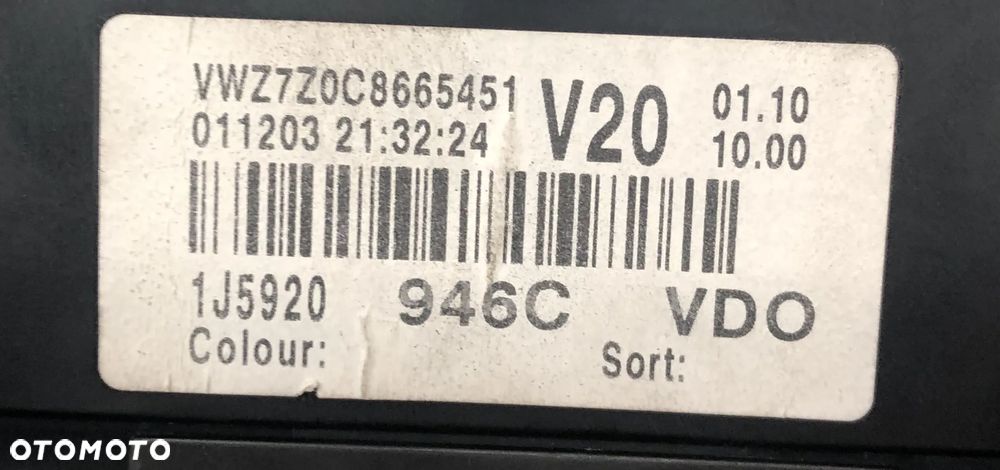 VWZ7Z0C8665451
011203 21:32:24
V20
01.10
10.00
1J5920 946C VDO
Colour: Sort:
OTOMOTO